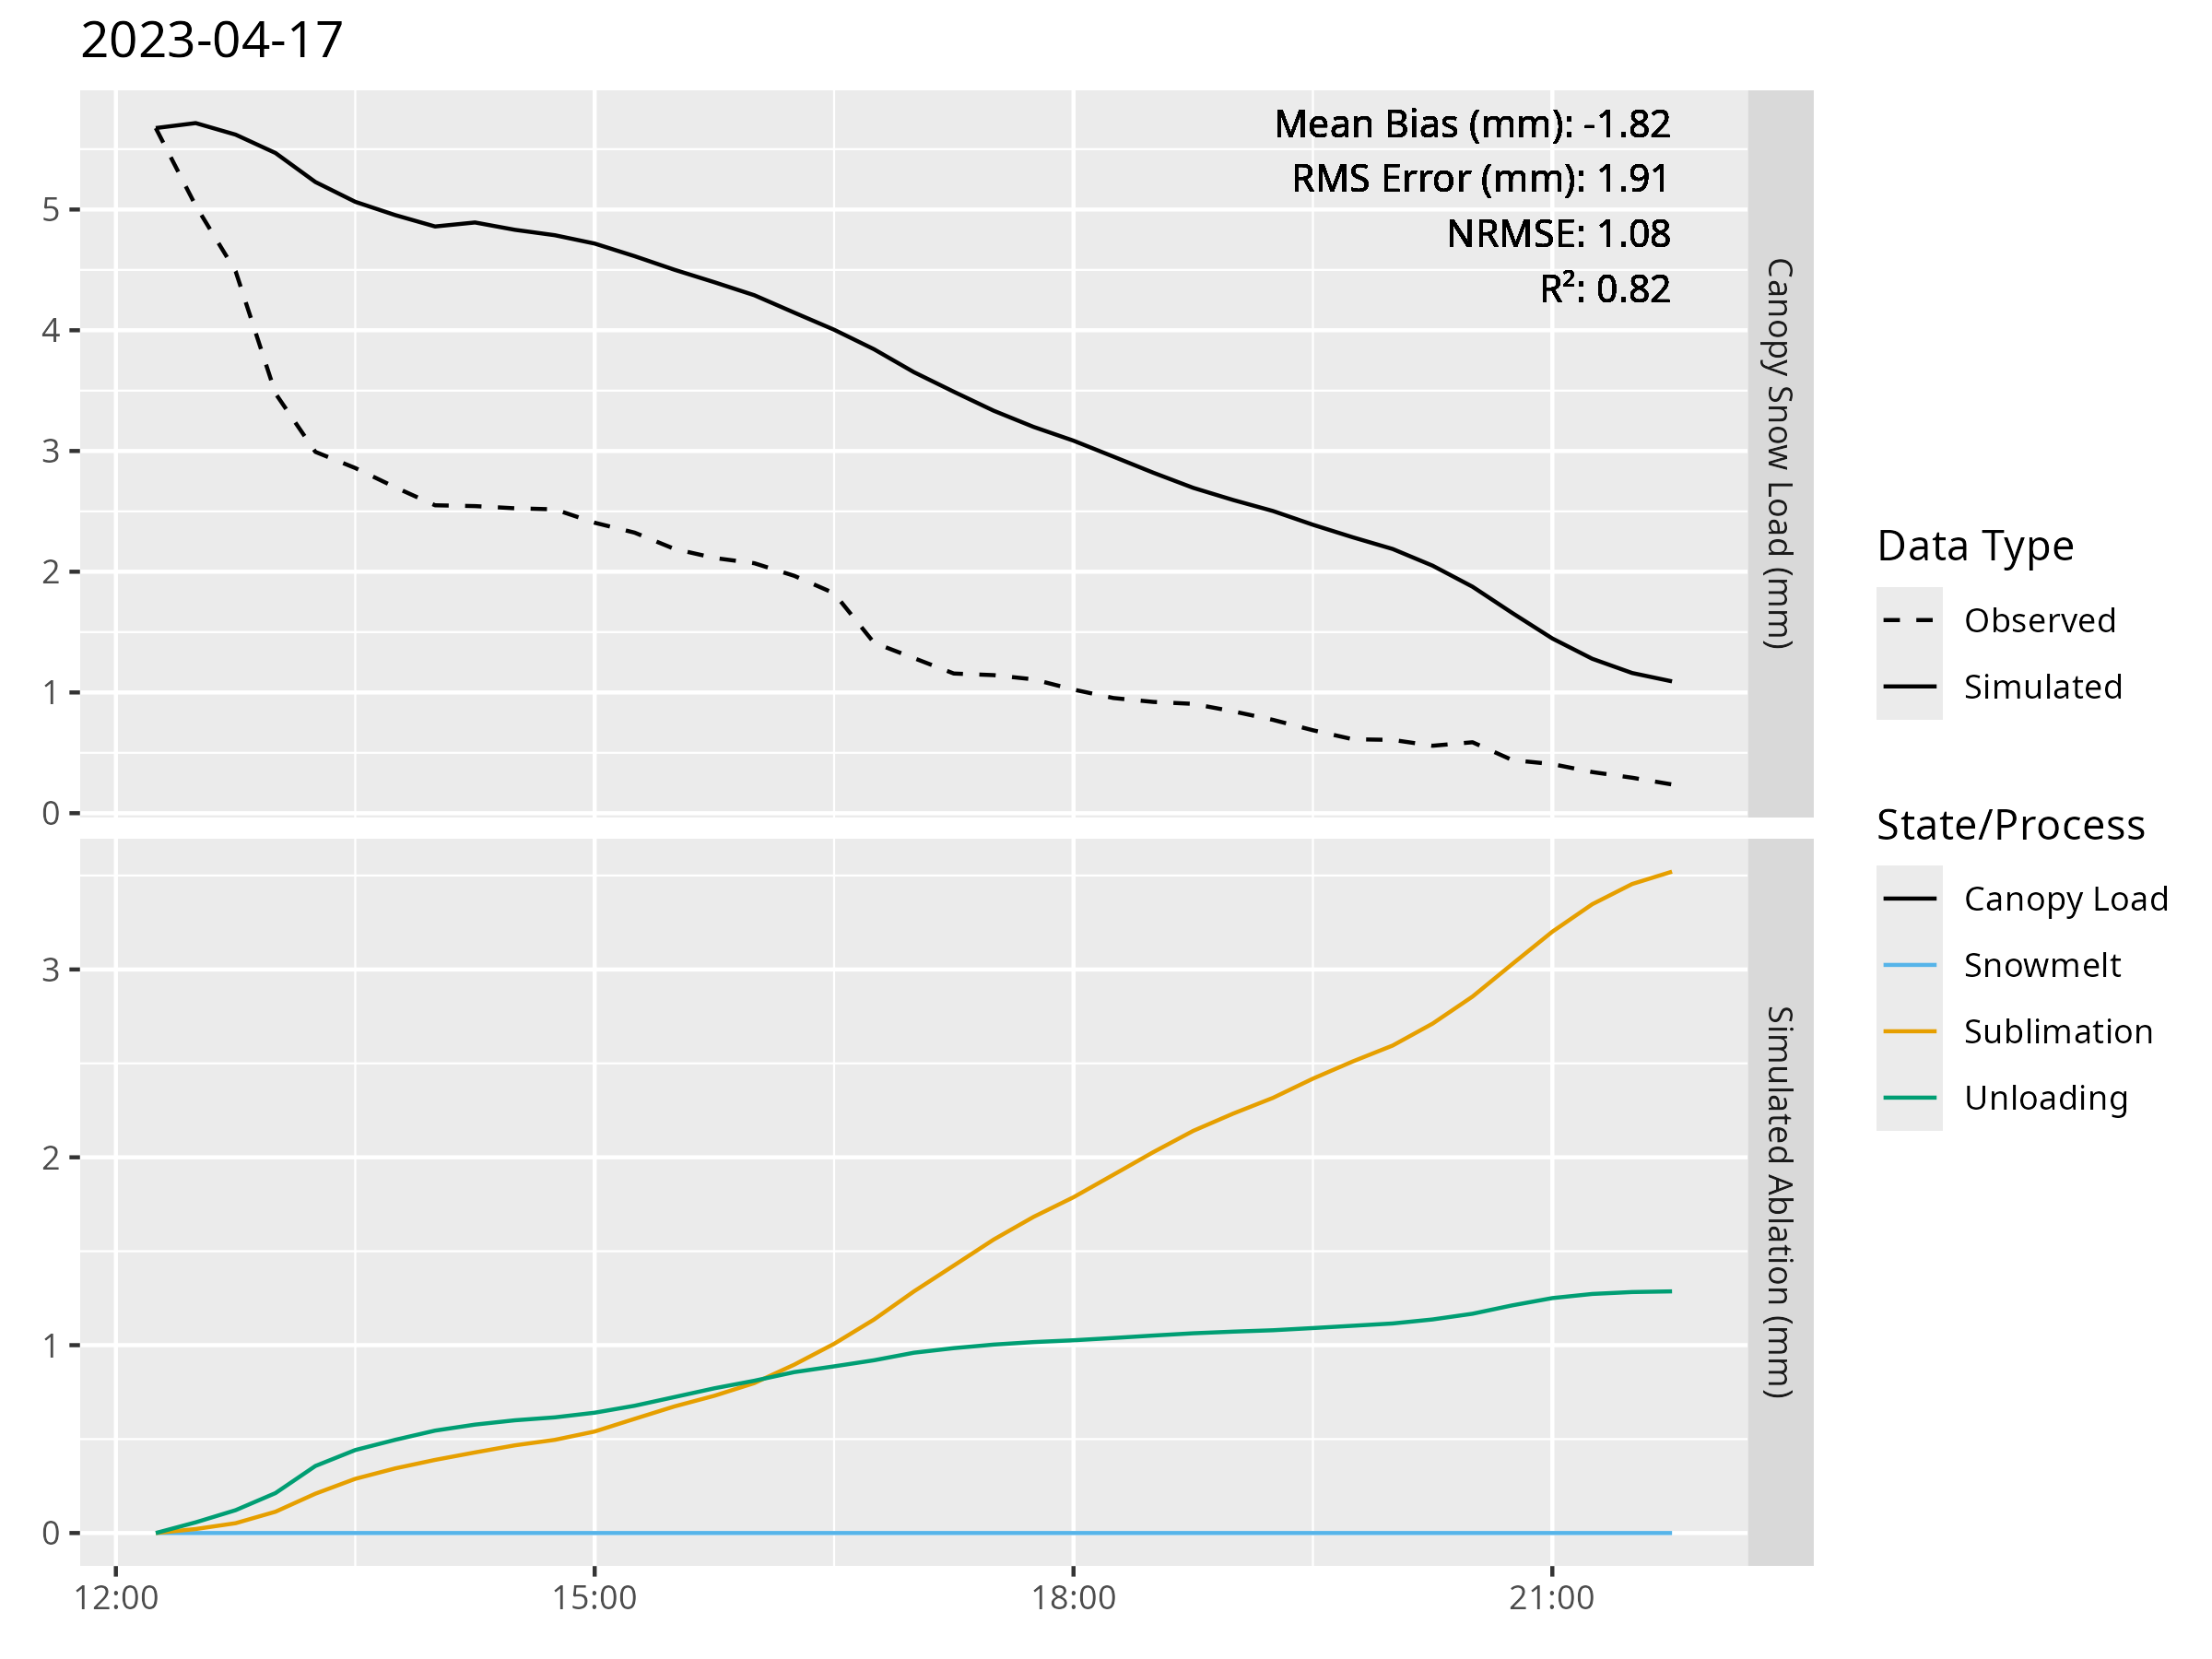 2023-04-17
Mean Bias (mm): -1.82
RMS Error (mm): 1.91
NRMSE: 1.08
R²: 0.82
5
4
3
2
1
0
Canopy Snow Load (mm)
3
2
1
0
Simulated Ablation (mm)
12:00
15:00
18:00
21:00
Data Type
Observed
Simulated
State/Process
Canopy Load
Snowmelt
Sublimation
Unloading